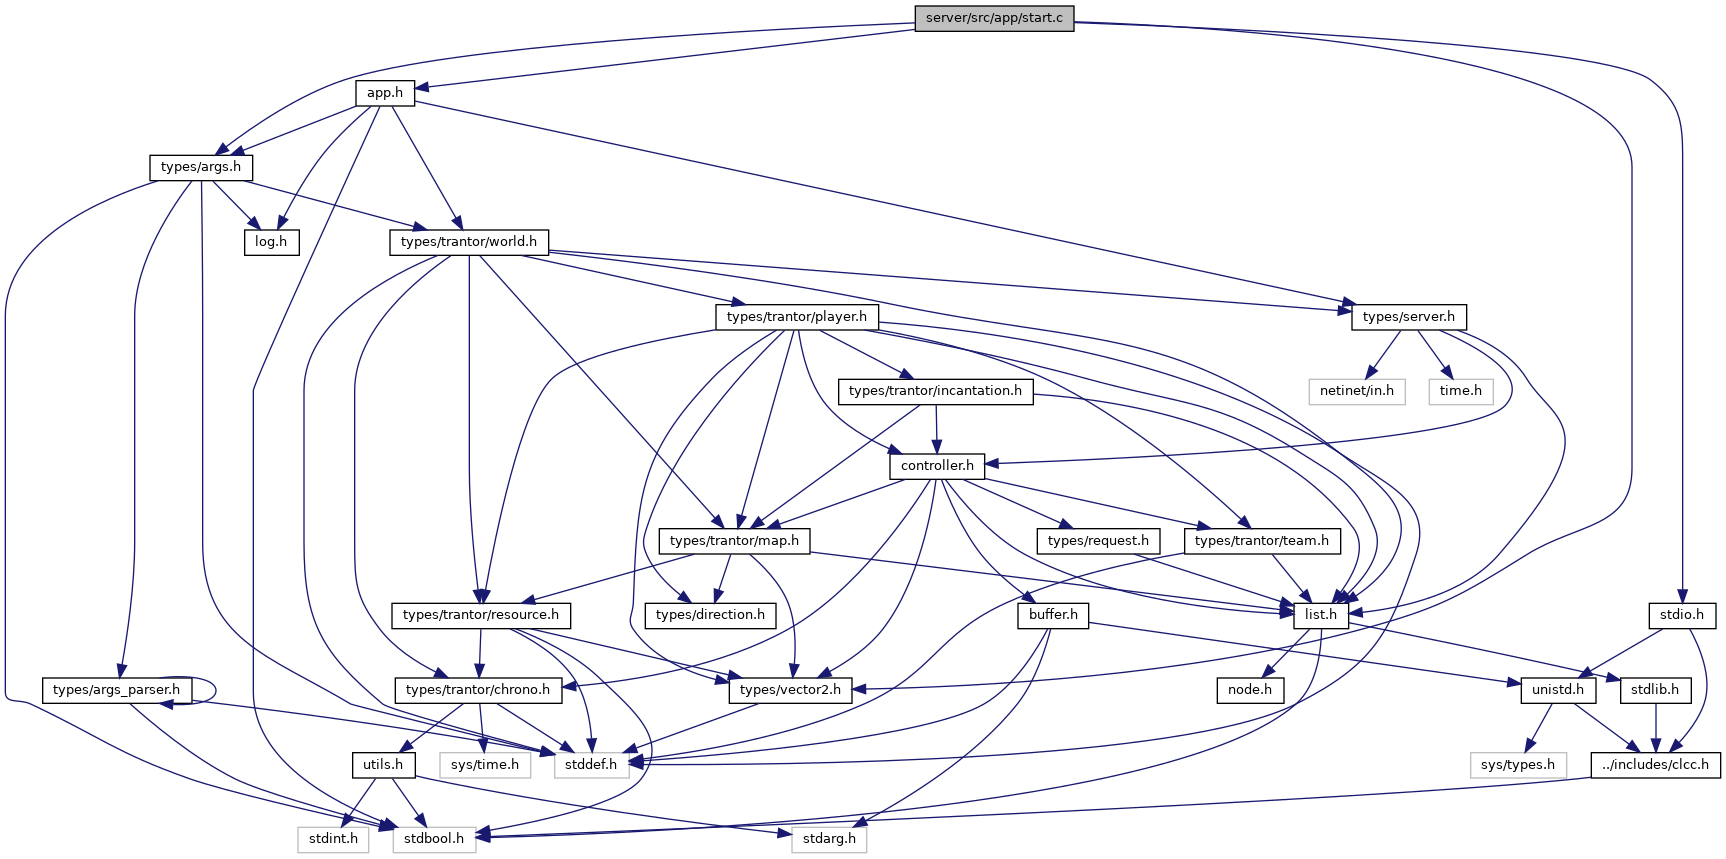 server/src/app/start.c
app.h
types/args.h
log.h
types/trantor/world.h
types/trantor/player.h
types/server.h
types/trantor/incantation.h
netinet/in.h
time.h
controller.h
types/trantor/map.h
types/request.h
types/trantor/team.h
types/trantor/resource.h
types/direction.h
buffer.h
list.h
stdio.h
types/args_parser.h
types/trantor/chrono.h
types/vector2.h
node.h
unistd.h
stdlib.h
utils.h
sys/time.h
stddef.h
sys/types.h
../includes/clcc.h
stdint.h
stdbool.h
stdarg.h